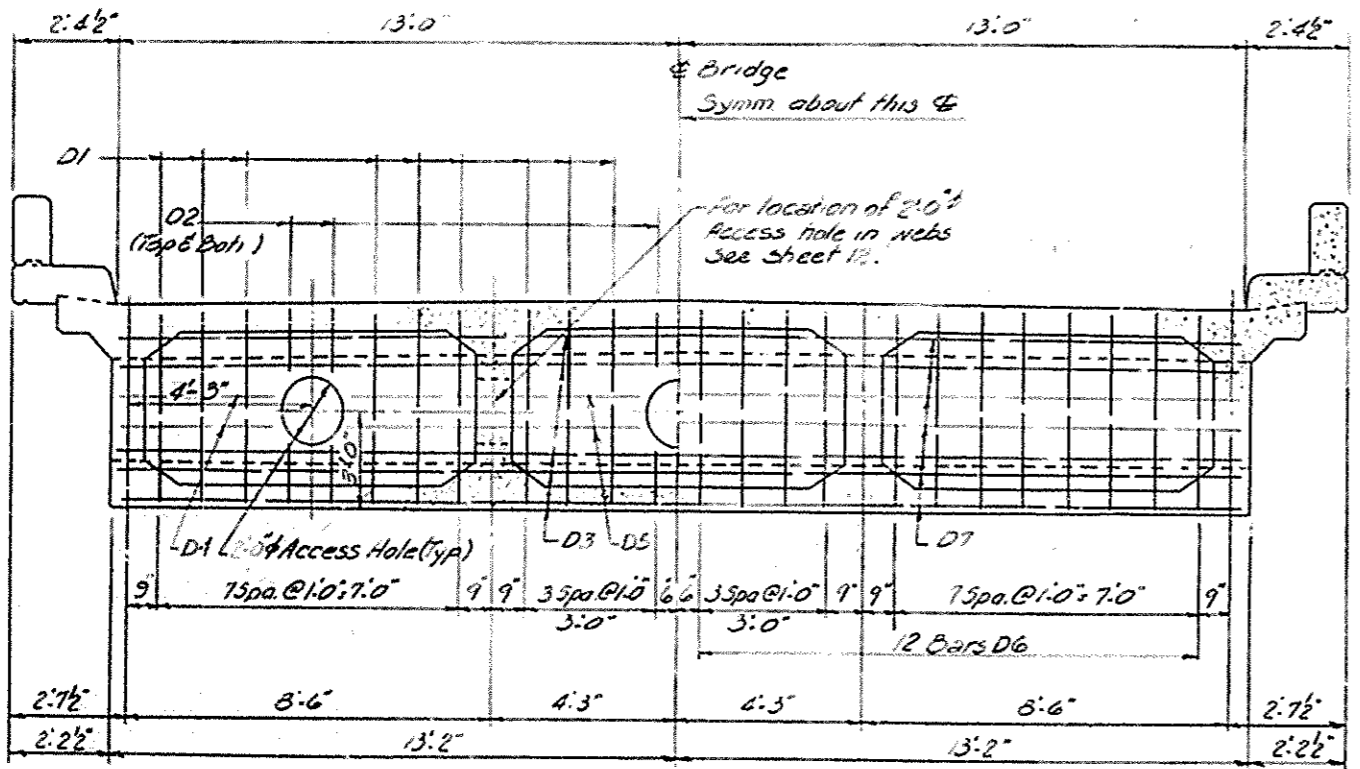 2'-4½" 13'-0" 13'-0" 2'-4½"
℄ Bridge
Symm. about this ℄
D1
D2
(Top & Bott.)
For location of 2'-0"ϕ
Access hole in webs
See Sheet
4'-3"
3'-0"
D4 2'-0"ϕ Access Hole (Typ) D3 D5 D7
9" 7 Spa. @ 1'-0" = 7'-0" 9" 9" 3 Spa @ 1'-0" 6" 6" 3 Spa @ 1'-0" 9" 9" 7 Spa. @ 1'-0" = 7'-0" 9"
3'-0" 3'-0"
12 Bars D6
2'-7½" 8'-6" 4'-3" 4'-3" 8'-6" 2'-7½"
2'-2½" 13'-2" 13'-2" 2'-2½"